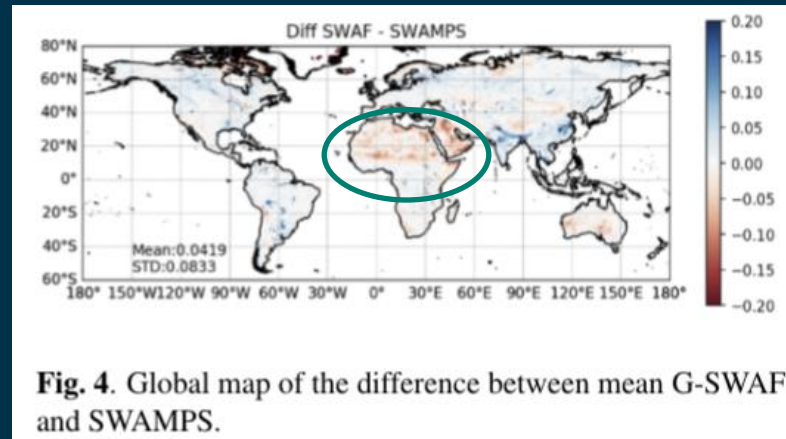 Diff SWAF - SWAMPS
80°N
60°N
40°N
20°N
0°
20°S
40°S
60°S
Mean:0.0419
STD:0.0833
180° 150°W120°W 90°W 60°W 30°W 0° 30°E 60°E 90°E 120°E 150°E 180°
0.20
0.15
0.10
0.05
0.00
−0.05
−0.10
−0.15
−0.20
Fig. 4. Global map of the difference between mean G-SWAF
and SWAMPS.